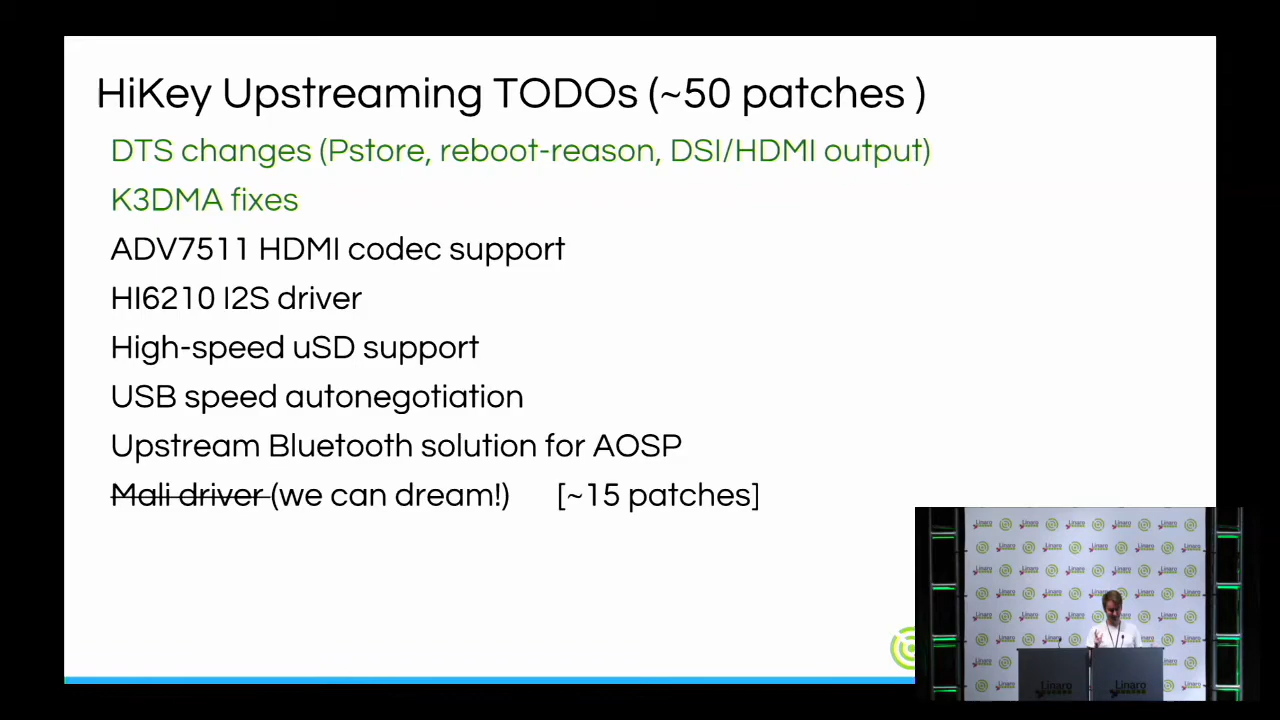 HiKey Upstreaming TODOs (~50 patches )
DTS changes (Pstore, reboot-reason, DSI/HDMI output)
K3DMA fixes
ADV7511 HDMI codec support
HI6210 I2S driver
High-speed uSD support
USB speed autonegotiation
Upstream Bluetooth solution for AOSP
Mali driver (we can dream!) [~15 patches]
Linaro
Linaro